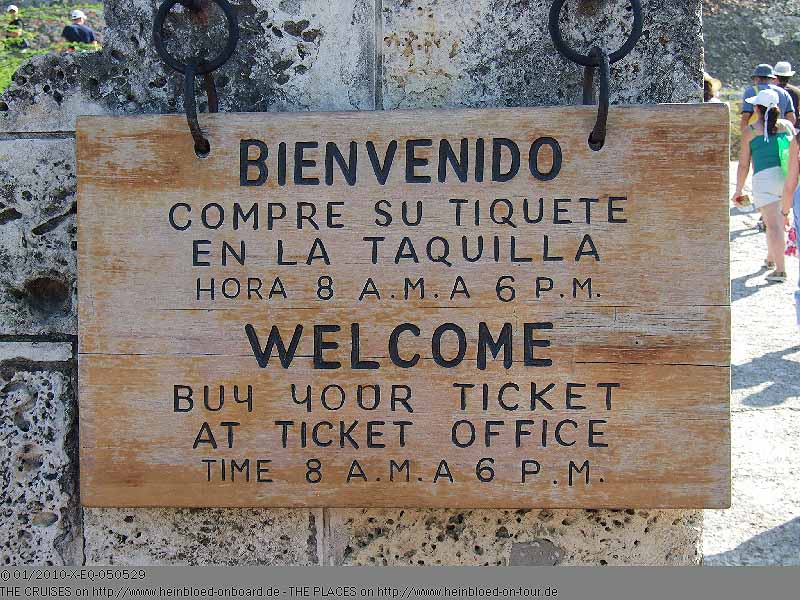 BIENVENIDO
COMPRE SU TIQUETE
EN LA TAQUILLA
HORA 8 A.M. A 6 P.M.
WELCOME
BUY YOUR TICKET
AT TICKET OFFICE
TIME 8 A.M. A 6 P.M.
© 01/2010-X-EQ-050529
THE CRUISES on http://www.heinbloed-onboard.de - THE PLACES on http://www.heinbloed-on-tour.de